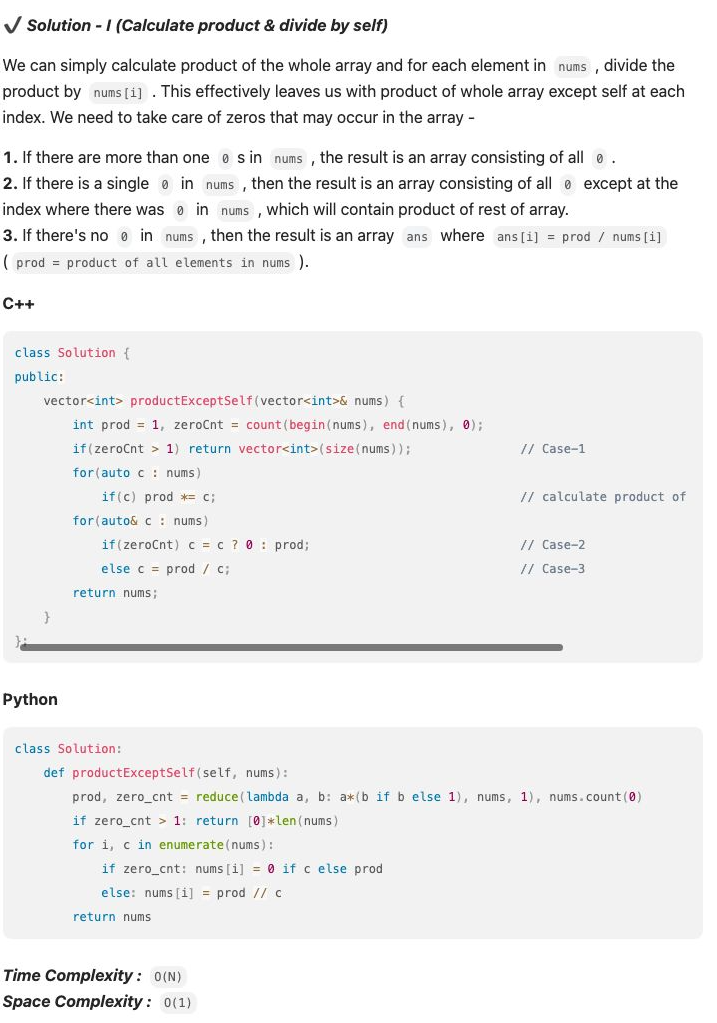 ✔️ Solution - I (Calculate product & divide by self)
We can simply calculate product of the whole array and for each element in nums , divide the
product by nums[i] . This effectively leaves us with product of whole array except self at each
index. We need to take care of zeros that may occur in the array -
1. If there are more than one 0 s in nums , the result is an array consisting of all 0 .
2. If there is a single 0 in nums , then the result is an array consisting of all 0 except at the
index where there was 0 in nums , which will contain product of rest of array.
3. If there's no 0 in nums , then the result is an array ans where ans[i] = prod / nums[i]
( prod = product of all elements in nums ).
C++
class Solution {
public:
    vector<int> productExceptSelf(vector<int>& nums) {
        int prod = 1, zeroCnt = count(begin(nums), end(nums), 0);
        if(zeroCnt > 1) return vector<int>(size(nums));               // Case-1
        for(auto c : nums)
            if(c) prod *= c;                                          // calculate product of
        for(auto& c : nums)
            if(zeroCnt) c = c ? 0 : prod;                             // Case-2
            else c = prod / c;                                        // Case-3
        return nums;
    }
};
Python
class Solution:
    def productExceptSelf(self, nums):
        prod, zero_cnt = reduce(lambda a, b: a*(b if b else 1), nums, 1), nums.count(0)
        if zero_cnt > 1: return [0]*len(nums)
        for i, c in enumerate(nums):
            if zero_cnt: nums[i] = 0 if c else prod
            else: nums[i] = prod // c
        return nums
Time Complexity : O(N)
Space Complexity : O(1)